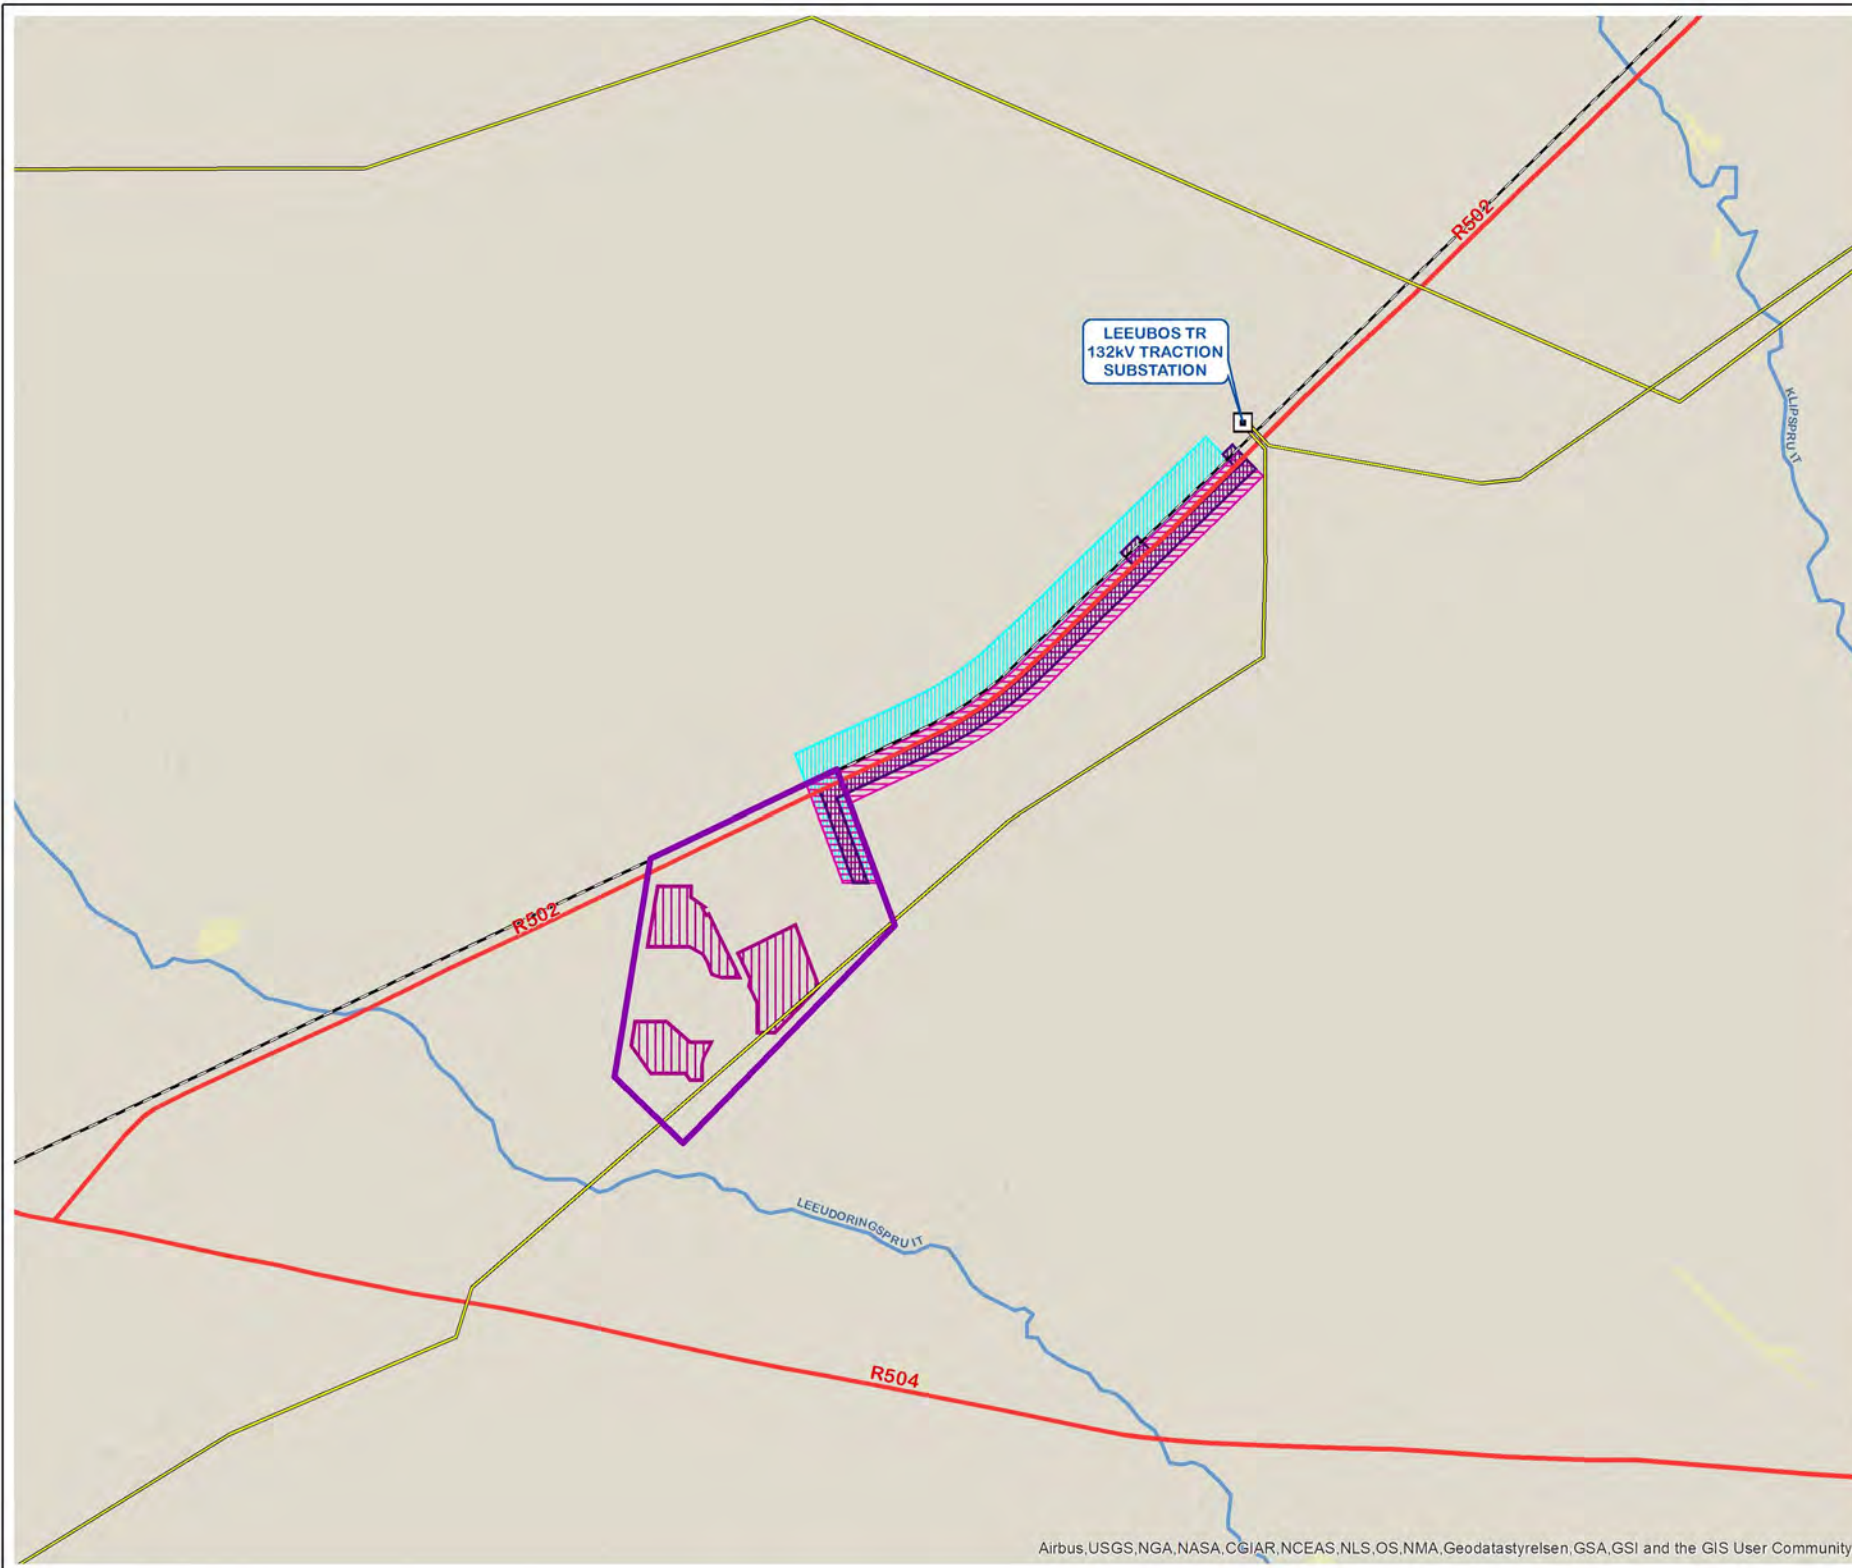 R502
LEEUBOS TR
132kV TRACTION
SUBSTATION
KLIPSPRUIT
R502
LEEUDORINGSPRUIT
R504
Airbus,USGS,NGA,NASA,CGIAR,NCEAS,NLS,OS,NMA,Geodatastyrelsen,GSA,GSI and the GIS User Community